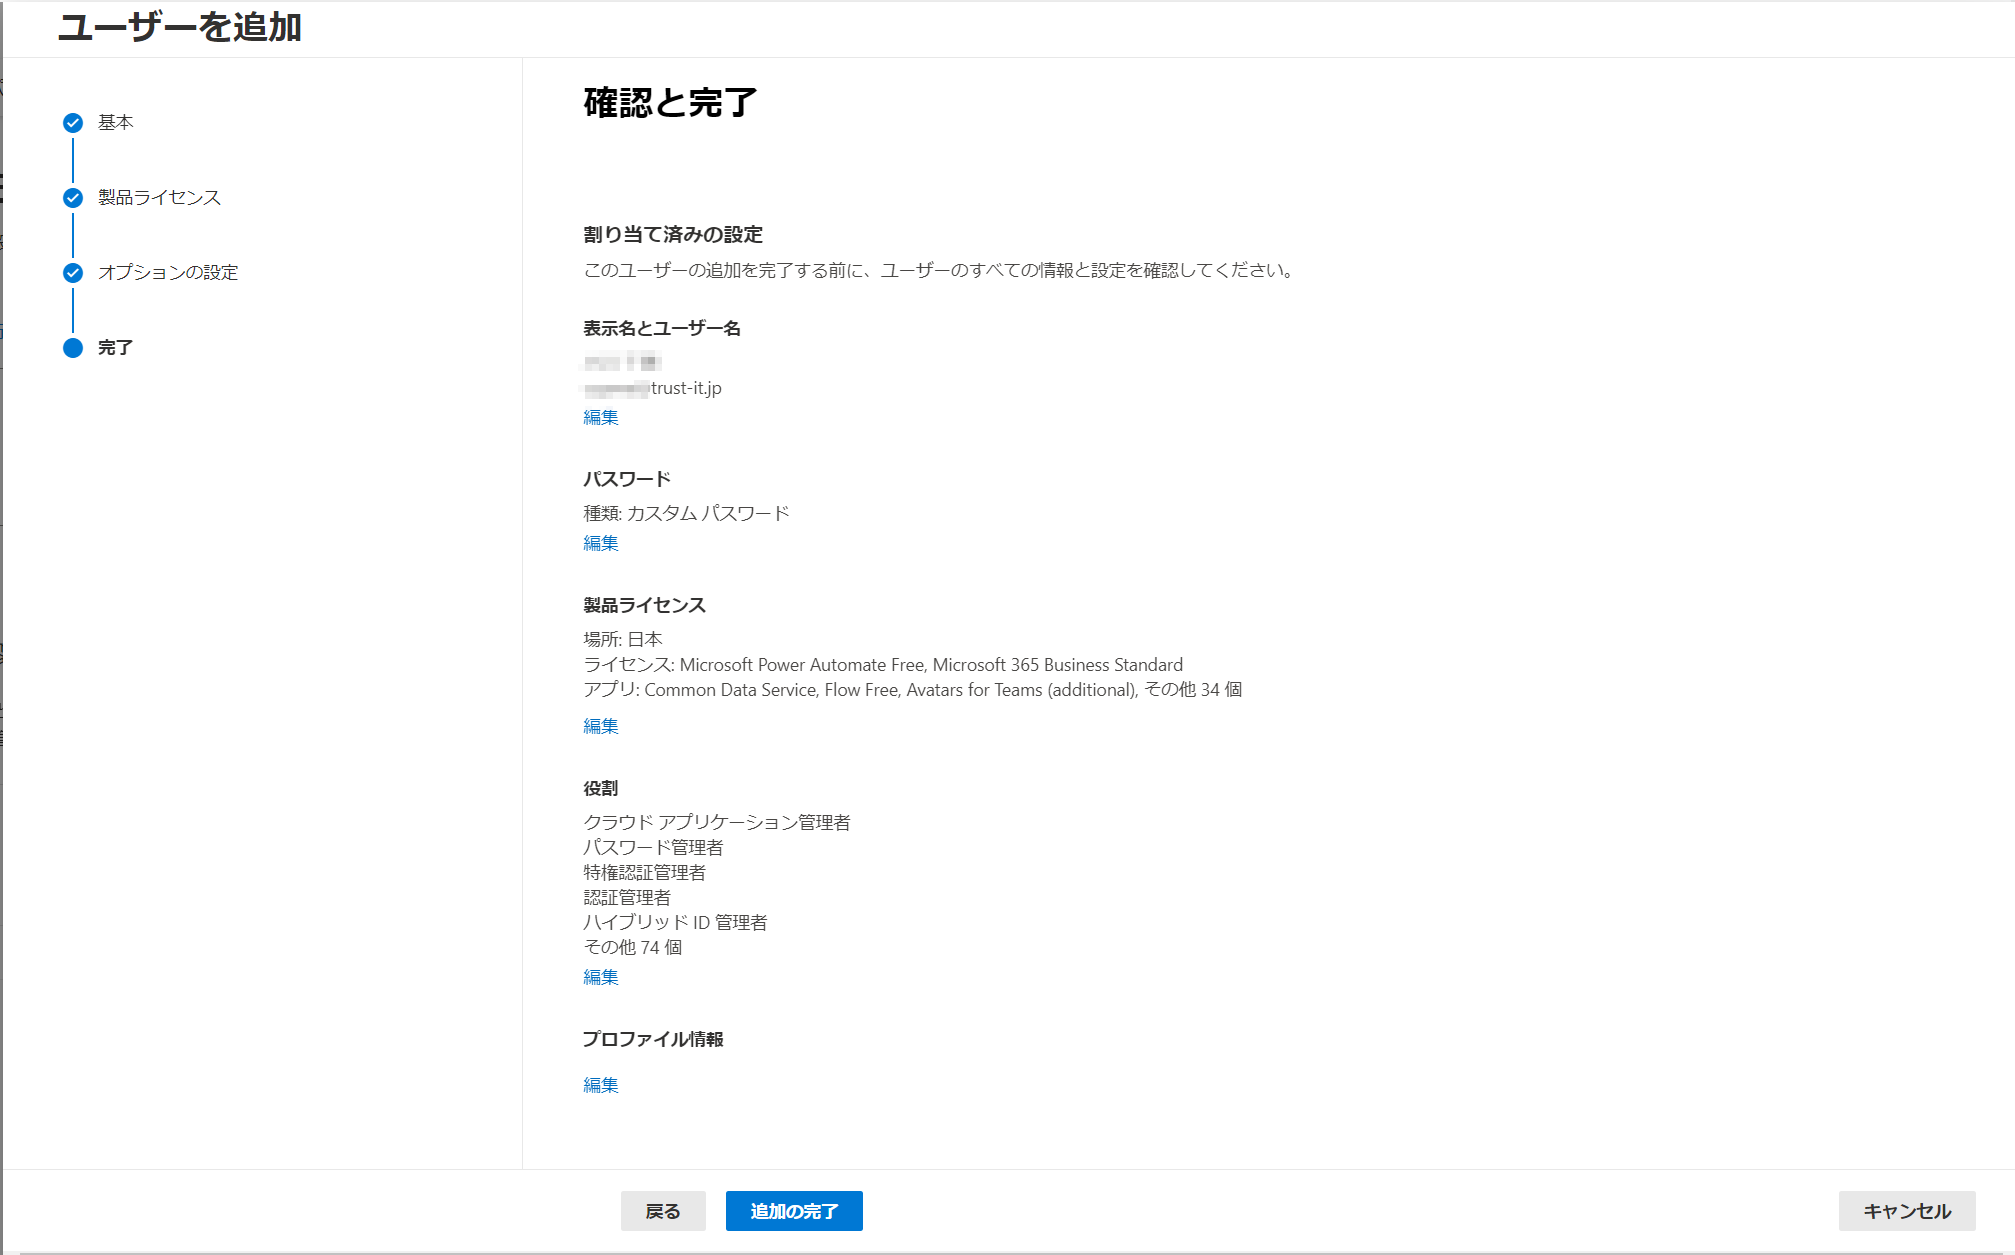 ユーザーを追加
基本
製品ライセンス
オプションの設定
完了
確認と完了
割り当て済みの設定
このユーザーの追加を完了する前に、ユーザーのすべての情報と設定を確認してください。
表示名とユーザー名
trust-it.jp
編集
パスワード
種類: カスタム パスワード
編集
製品ライセンス
場所: 日本
ライセンス: Microsoft Power Automate Free, Microsoft 365 Business Standard
アプリ: Common Data Service, Flow Free, Avatars for Teams (additional), その他 34 個
編集
役割
クラウド アプリケーション管理者
パスワード管理者
特権認証管理者
認証管理者
ハイブリッド ID 管理者
その他 74 個
編集
プロファイル情報
編集
戻る
追加の完了
キャンセル